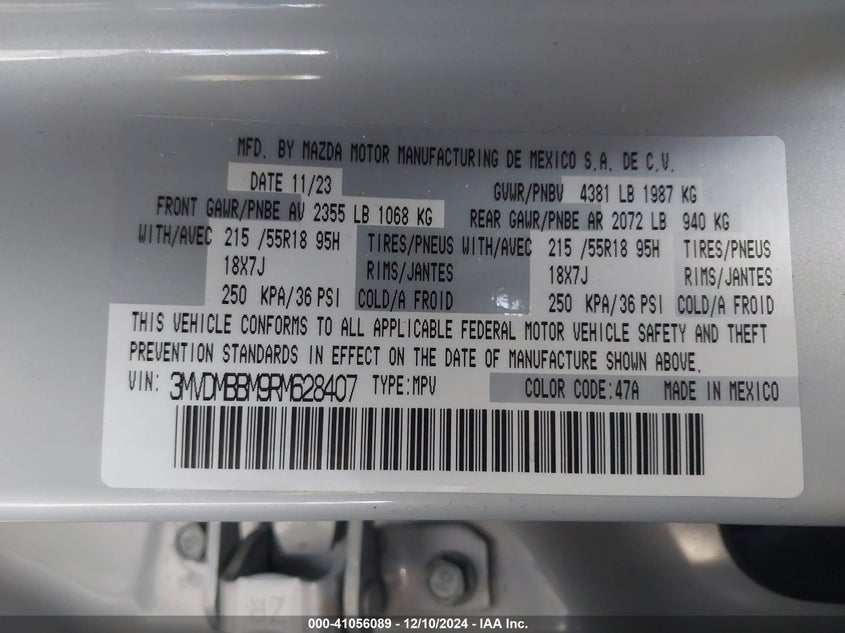 MFD. BY MAZDA MOTOR MANUFACTURING DE MEXICO S.A. DE C.V.
DATE 11/23 GVWR/PNBV 4381 LB 1987 KG
FRONT GAWR/PNBE AV 2355 LB 1068 KG REAR GAWR/PNBE AR 2072 LB 940 KG
WITH/AVEC 215 /55R18 95H TIRES/PNEUS WITH/AVEC 215 /55R18 95H TIRES/PNEUS
18X7J RIMS/JANTES 18X7J RIMS/JANTES
250 KPA/36 PSI COLD/A FROID 250 KPA/36 PSI COLD/A FROID
THIS VEHICLE CONFORMS TO ALL APPLICABLE FEDERAL MOTOR VEHICLE SAFETY AND THEFT
PREVENTION STANDARDS IN EFFECT ON THE DATE OF MANUFACTURE SHOWN ABOVE.
VIN: 3MVDMBBM9RM628407 TYPE:MPV COLOR CODE:47A MADE IN MEXICO
ZR
000-41056089 - 12/10/2024 - IAA Inc.